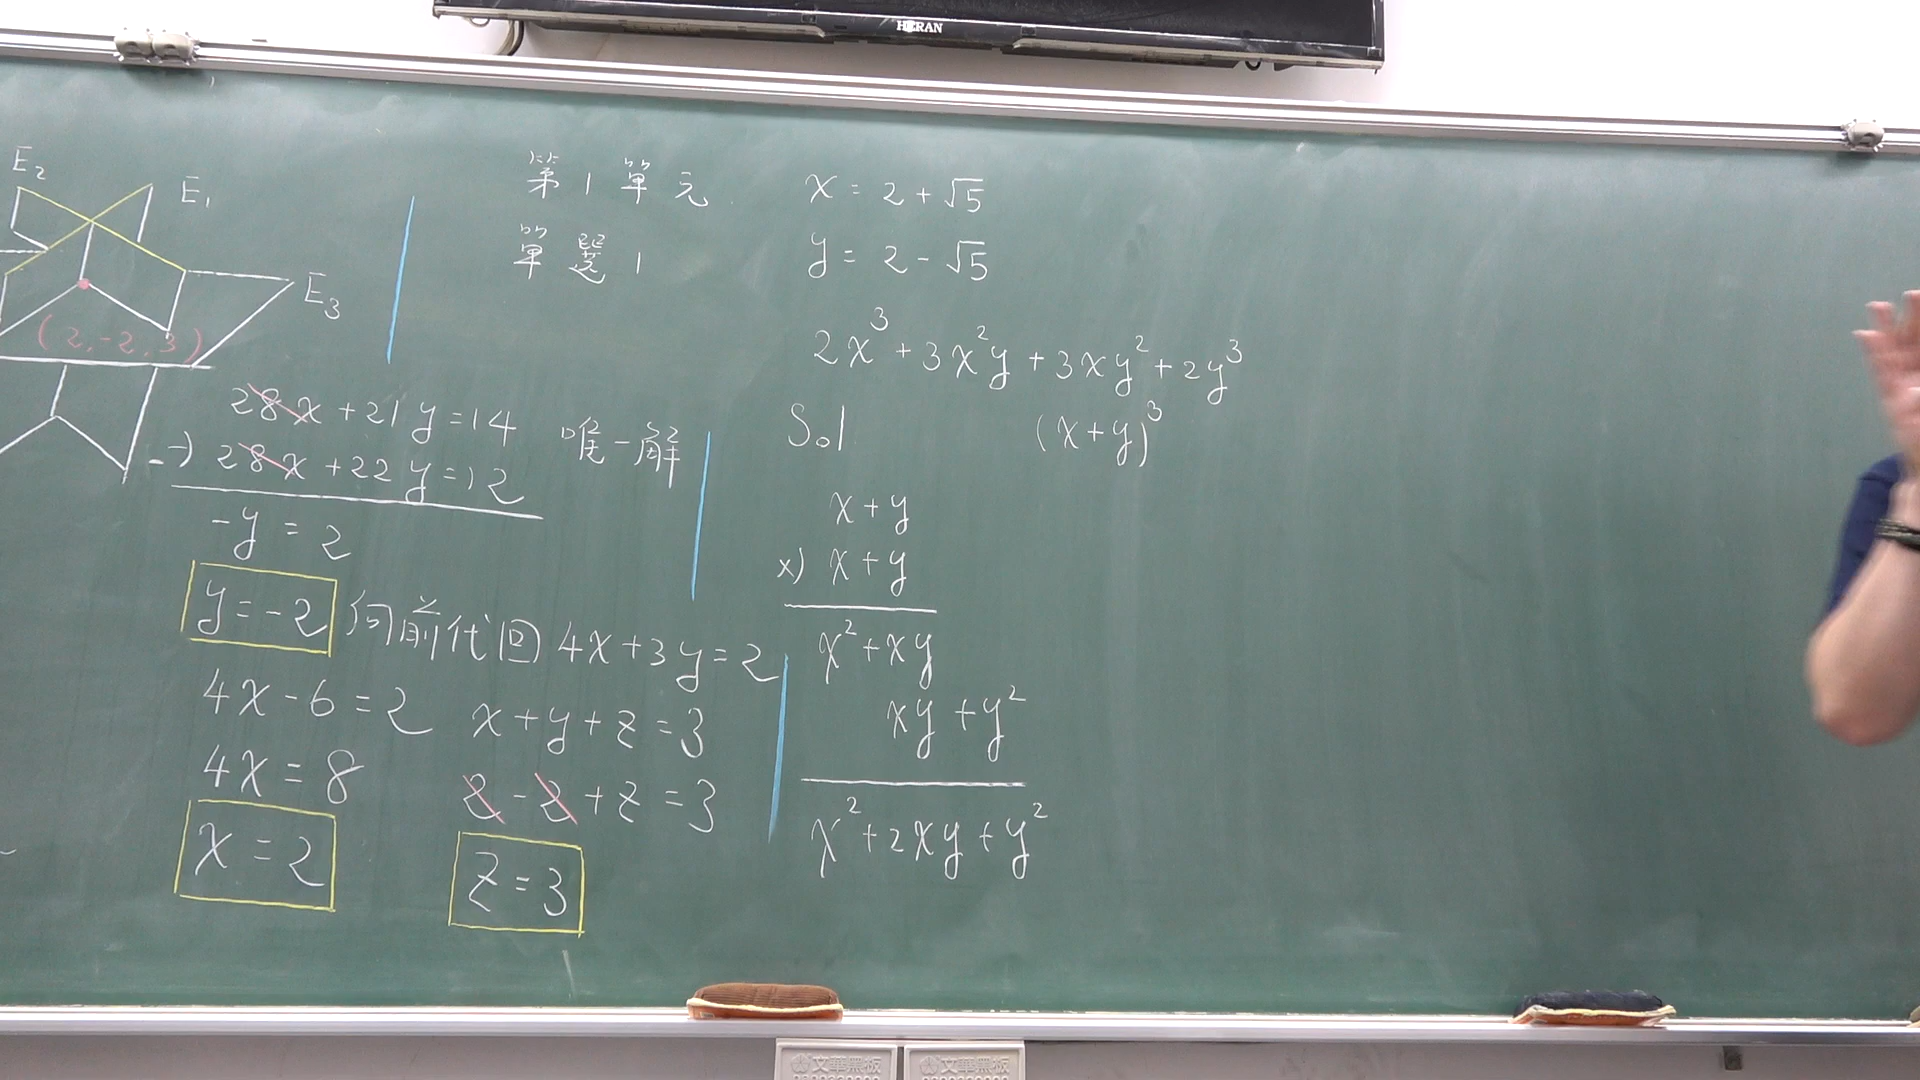 HERAN
E₂
E₁
E₃
(2,-2,3)
28x+21y=14
-) 28x+22y=12
-y=2
y=-2 向前代回 4x+3y=2
4x-6=2
4x=8
x=2
唯一解
x+y+z=3
2-2+z=3
z=3
第1單元
單選1
x=2+√5
y=2-√5
2x³+3x²y+3xy²+2y³
Sol
(x+y)³
x+y
x) x+y
x²+xy
xy+y²
x²+2xy+y²
文華黑板
文華黑板